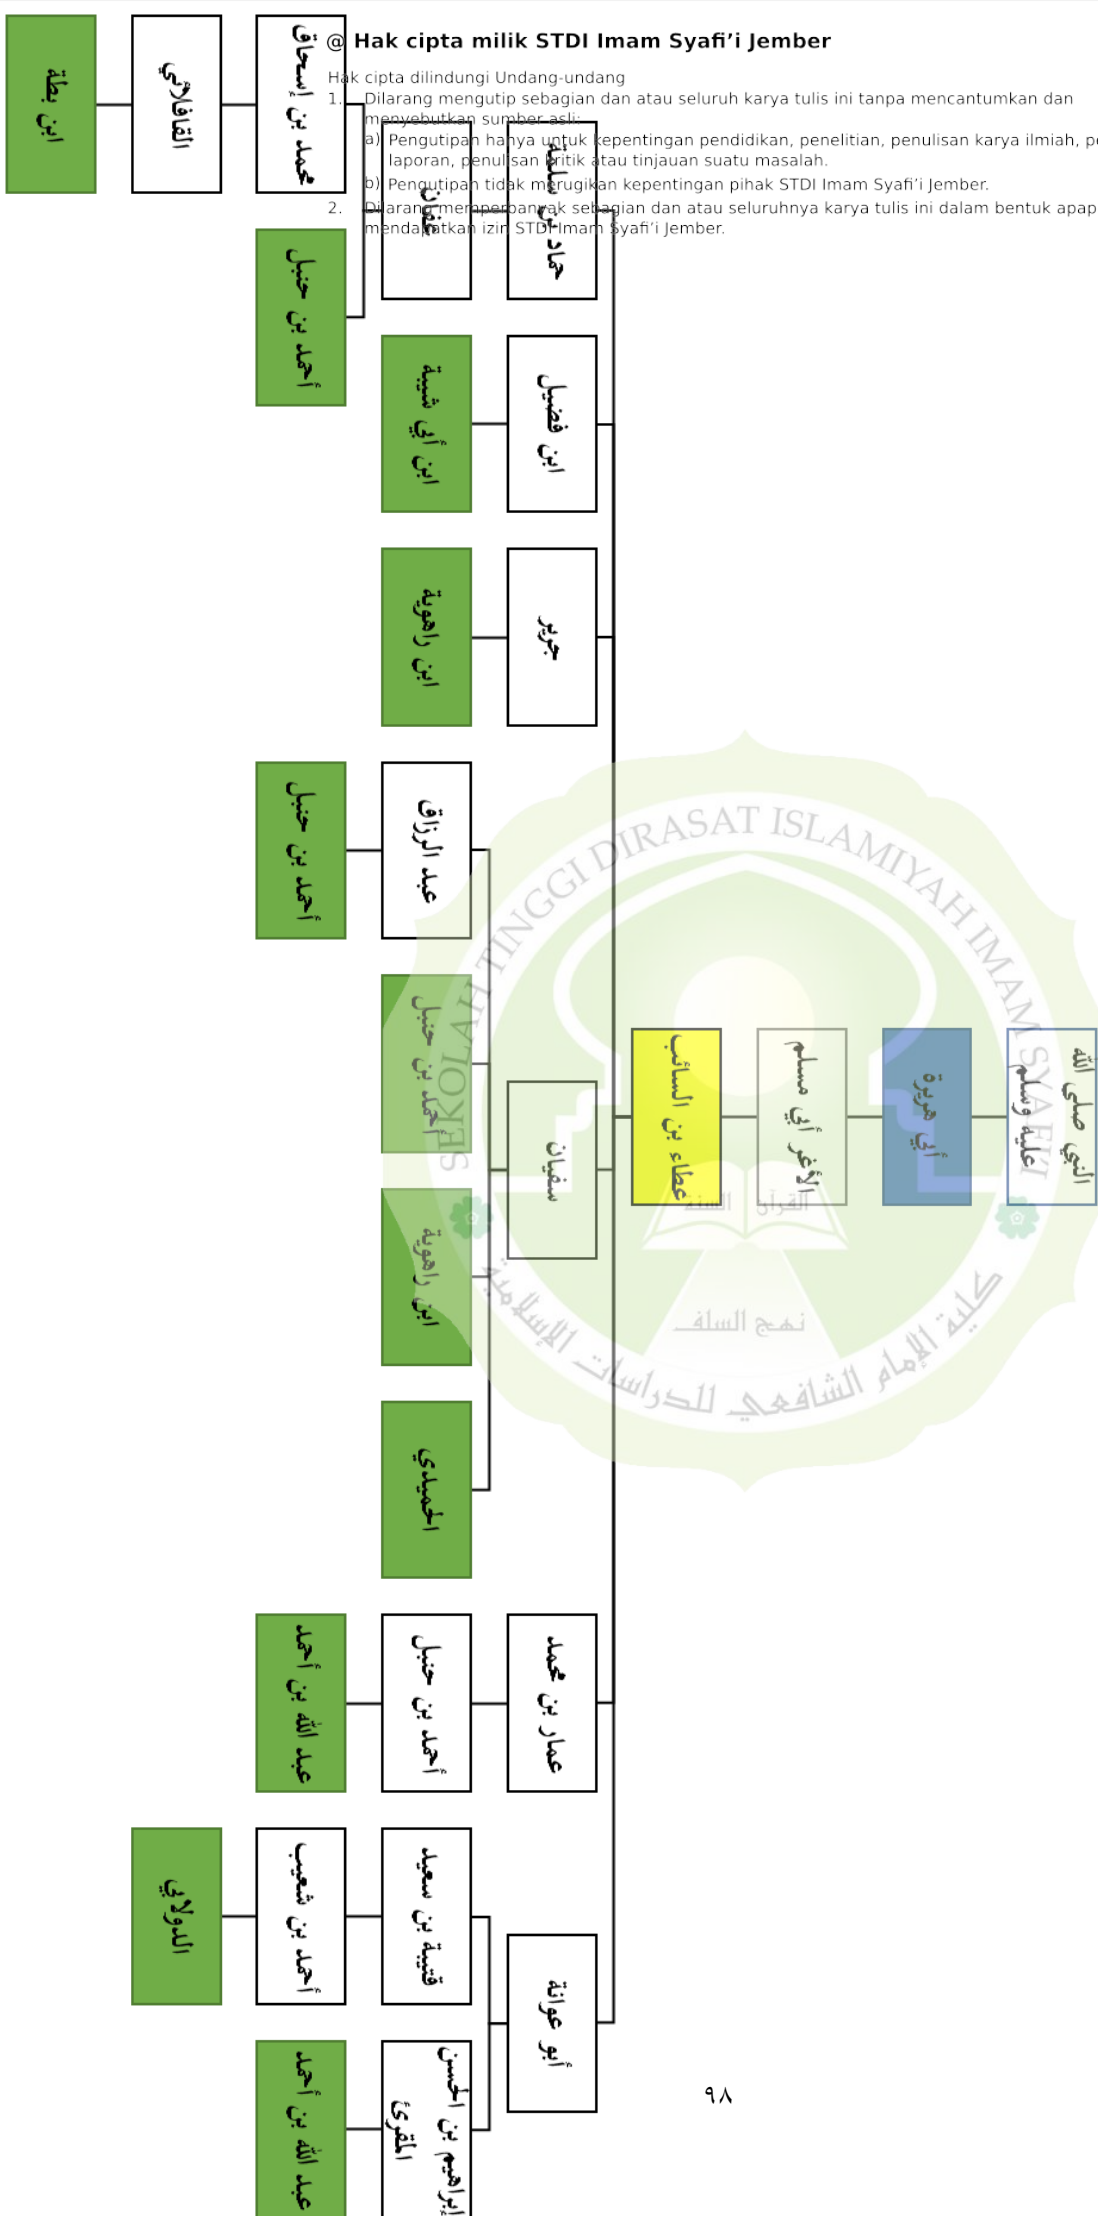 @ Hak cipta milik STDI Imam Syafi'i Jember
Hak cipta dilindungi Undang-undang
1. Dilarang mengutip sebagian dan atau seluruh karya tulis ini tanpa mencantumkan dan
menyebutkan sumber asli:
a) Pengutipan hanya untuk kepentingan pendidikan, penelitian, penulisan karya ilmiah,
laporan, penulisan kritik atau tinjauan suatu masalah.
b) Pengutipan tidak merugikan kepentingan pihak STDI Imam Syafi'i Jember.
2. Dilarang memperbanyak sebagian dan atau seluruhnya karya tulis ini dalam bentuk
mendapatkan izin STDI Imam Syafi'i Jember.
النبي صلى الله
عليه وسلم
أبي هريرة
الأغر أبي مسلم
عطاء بن السائب
حماد بن سلمة
عفان
محمد بن إسحاق
القافلائي
ابن بطة
أحمد بن حنبل
ابن فضيل
ابن أبي شيبة
جرير
ابن راهوية
سفيان
عبد الرزاق
أحمد بن حنبل
أحمد بن حنبل
ابن راهوية
الحميدي
عمار بن محمد
أحمد بن حنبل
عبد الله بن أحمد
أبو عوانة
قتيبة بن سعيد
أحمد بن شعيب
الدولابي
إبراهيم بن الحسن
المقرئ
عبد الله بن أحمد
SEKOLAH TINGGI DIRASAT ISLAMIYAH IMAM SYAFI'I
القرآن السنة
نهج السلف
كلية الإمام الشافعي للدراسات الإسلامية
٩٨